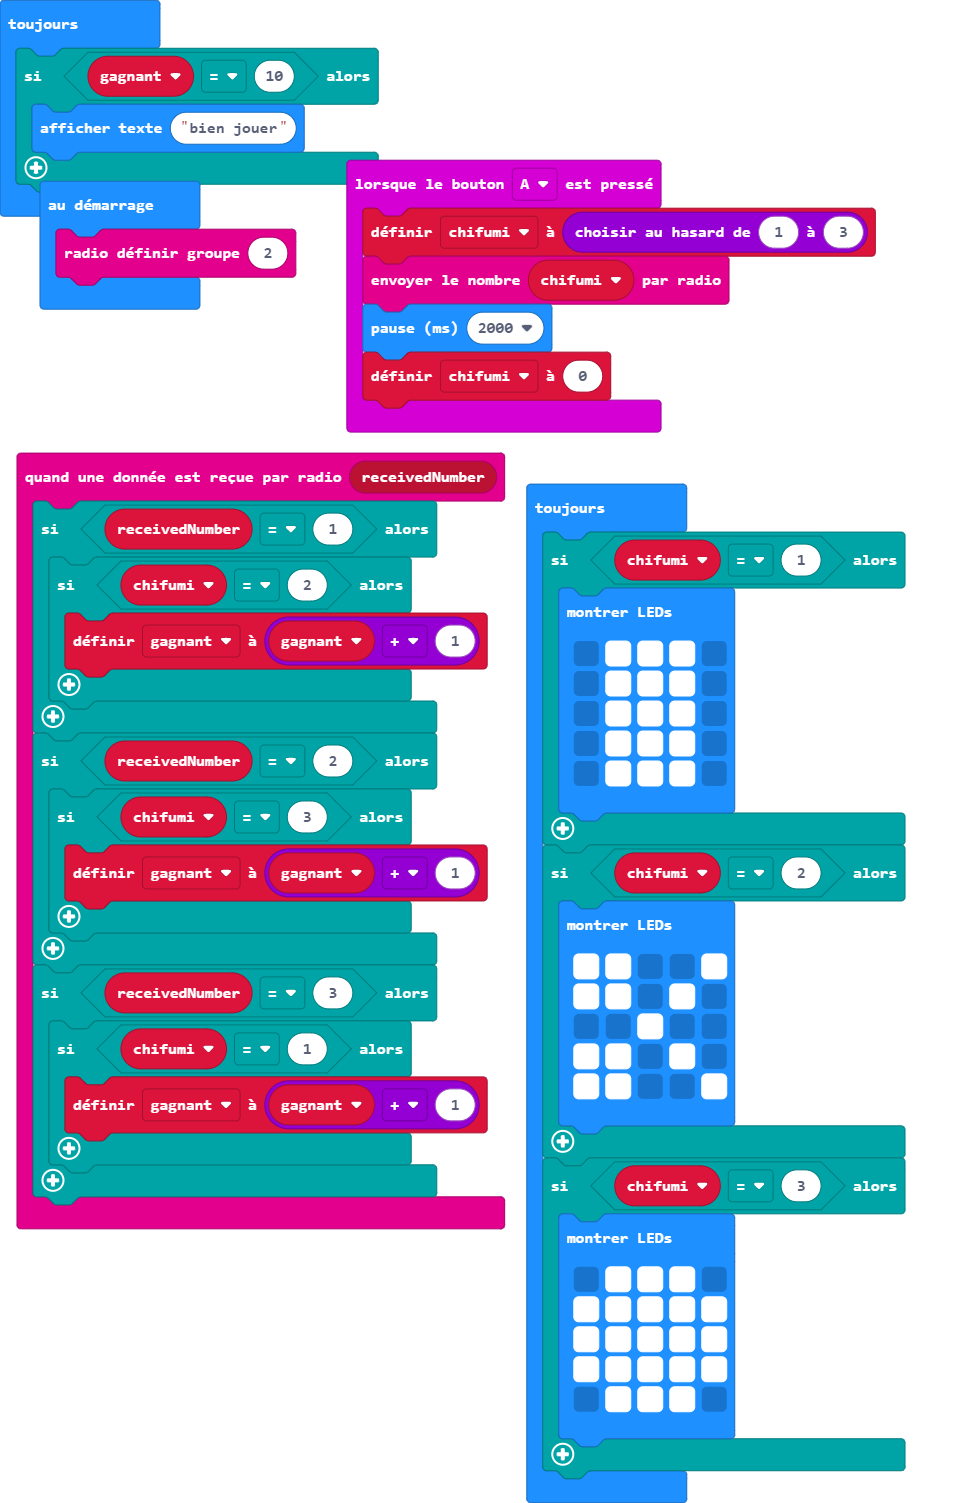 toujours
si gagnant = 10 alors
afficher texte "bien jouer"
au démarrage
radio définir groupe 2
lorsque le bouton A est pressé
définir chifumi à choisir au hasard de 1 à 3
envoyer le nombre chifumi par radio
pause (ms) 2000
définir chifumi à 0
quand une donnée est reçue par radio receivedNumber
si receivedNumber = 1 alors
si chifumi = 2 alors
définir gagnant à gagnant + 1
si receivedNumber = 2 alors
si chifumi = 3 alors
définir gagnant à gagnant + 1
si receivedNumber = 3 alors
si chifumi = 1 alors
définir gagnant à gagnant + 1
toujours
si chifumi = 1 alors
montrer LEDs
si chifumi = 2 alors
montrer LEDs
si chifumi = 3 alors
montrer LEDs